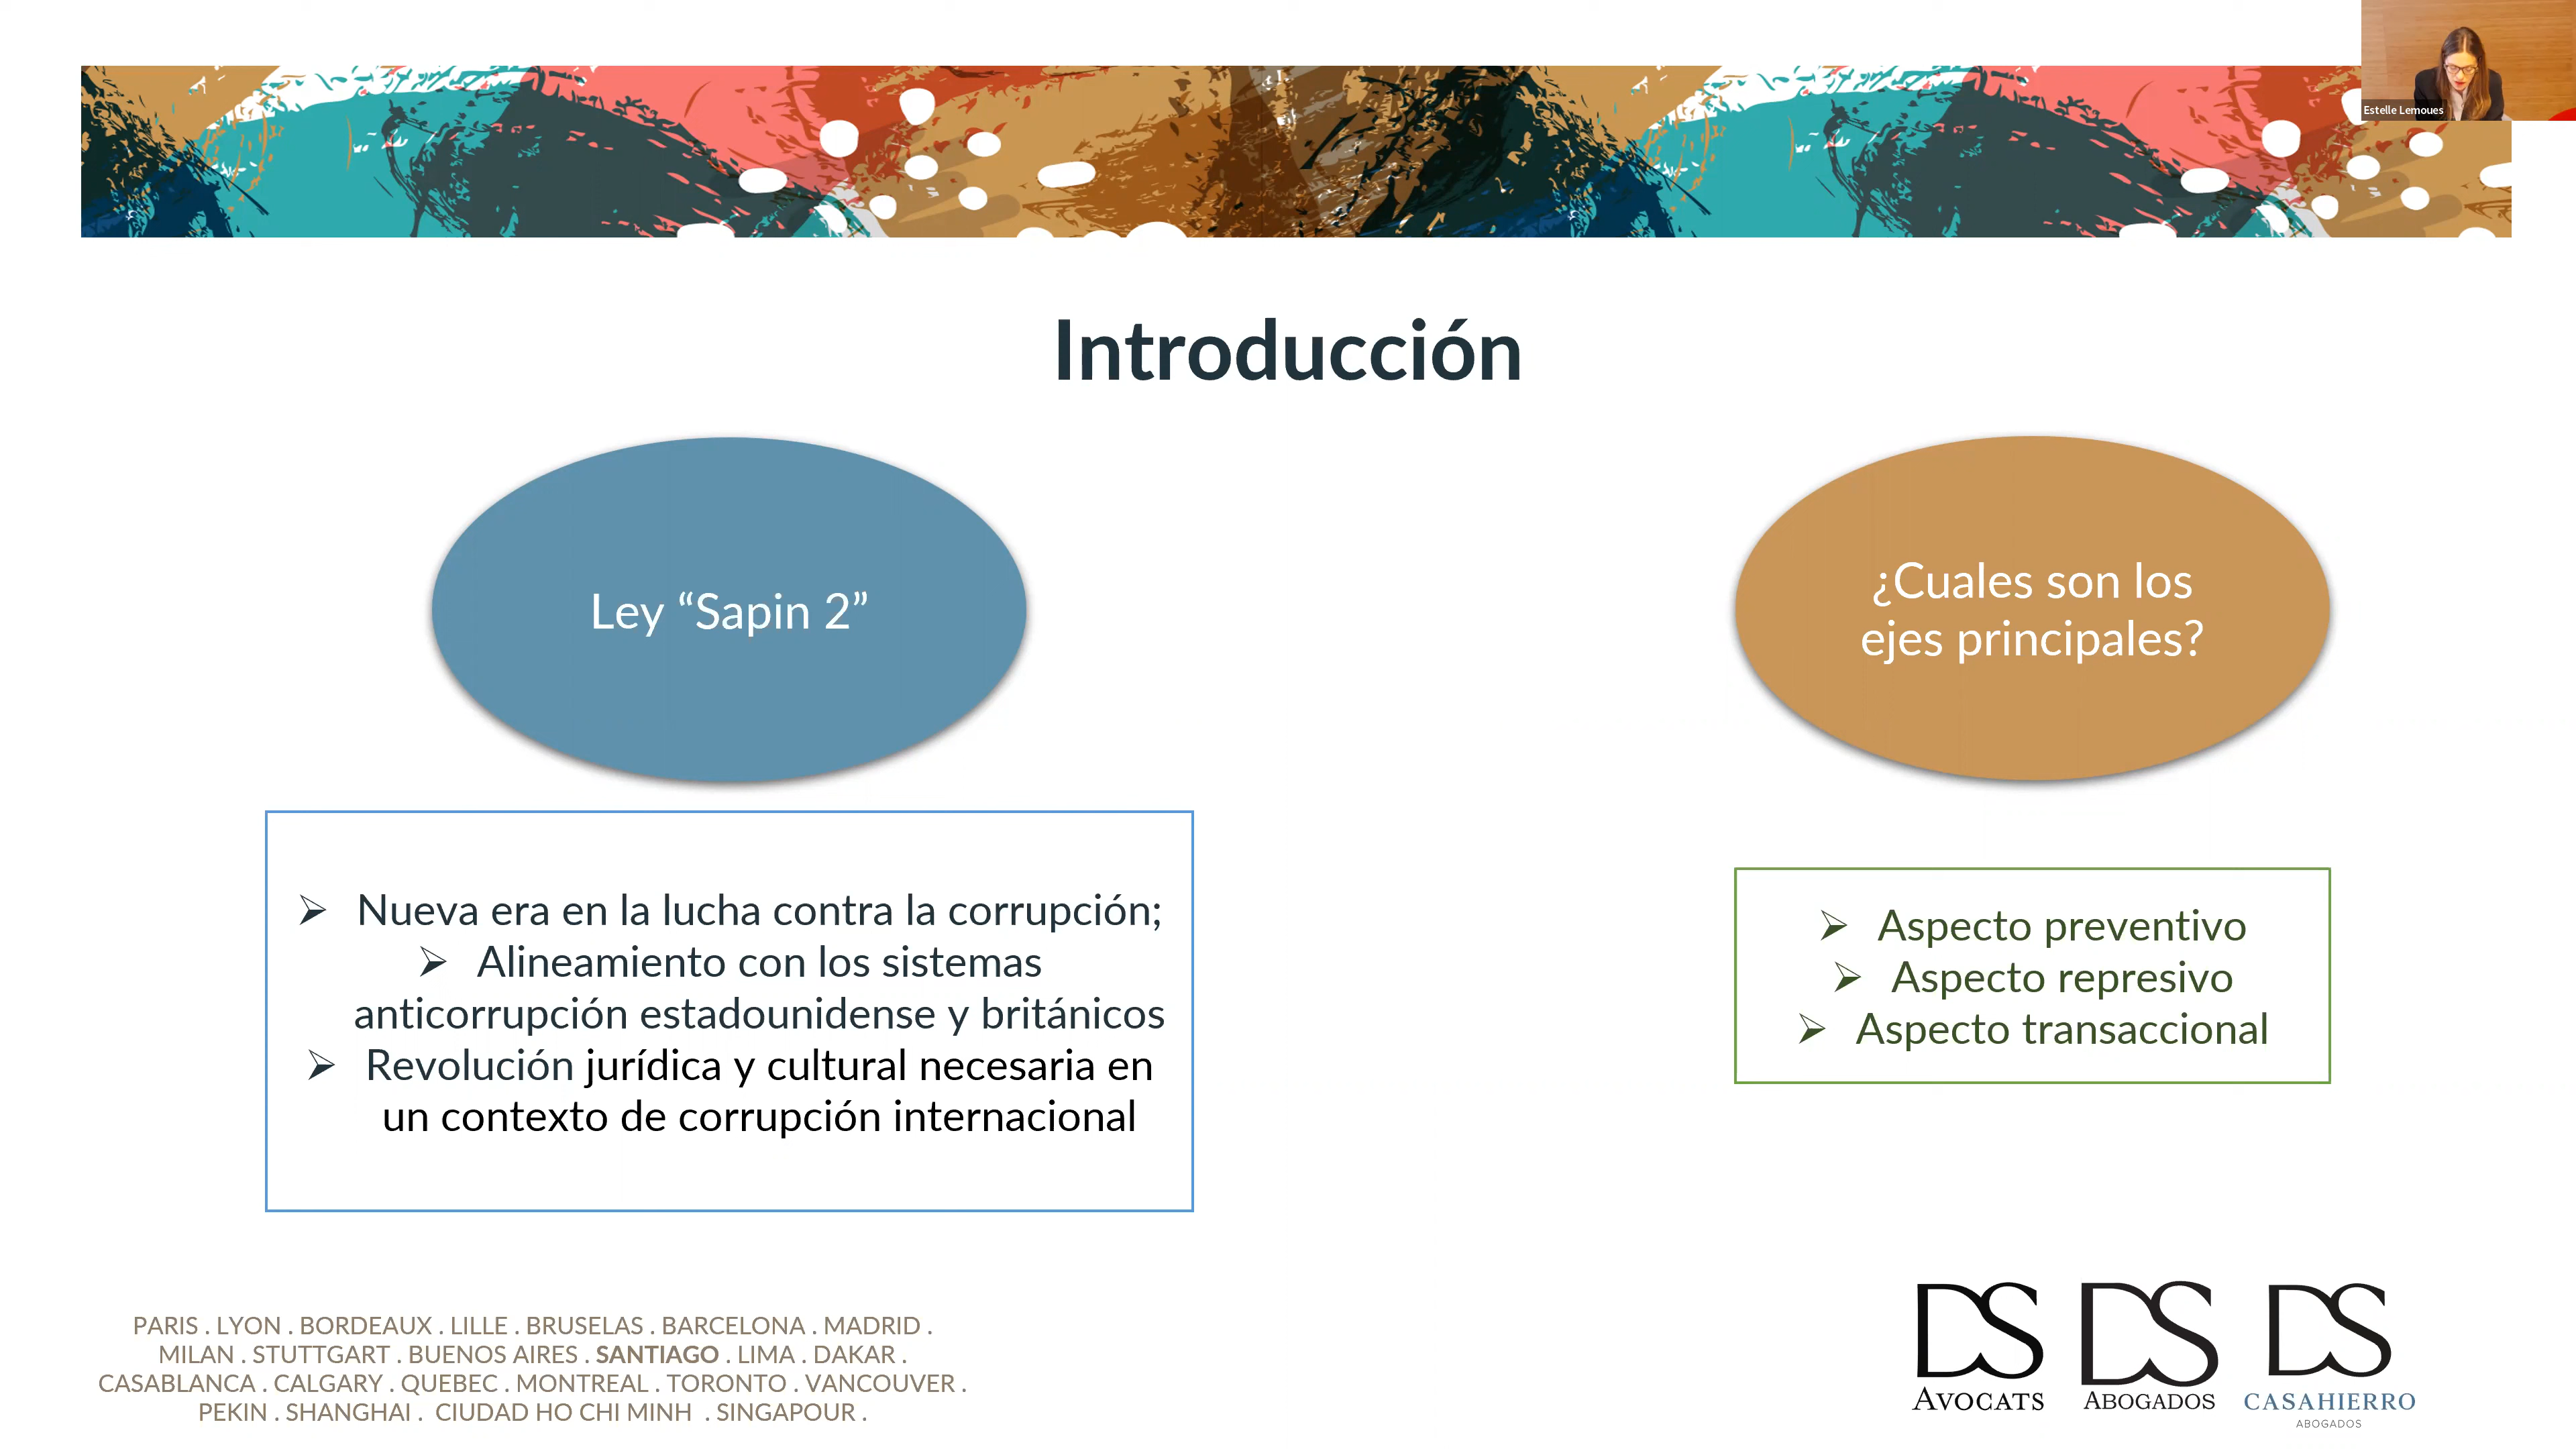 Estelle Lemoues
Introducción
Ley “Sapin 2”
¿Cuales son los
ejes principales?
➢ Nueva era en la lucha contra la corrupción;
➢ Alineamiento con los sistemas
anticorrupción estadounidense y británicos
➢ Revolución jurídica y cultural necesaria en
un contexto de corrupción internacional
➢ Aspecto preventivo
➢ Aspecto represivo
➢ Aspecto transaccional
PARIS . LYON . BORDEAUX . LILLE . BRUSELAS . BARCELONA . MADRID .
MILAN . STUTTGART . BUENOS AIRES . SANTIAGO . LIMA . DAKAR .
CASABLANCA . CALGARY . QUEBEC . MONTREAL . TORONTO . VANCOUVER .
PEKIN . SHANGHAI . CIUDAD HO CHI MINH . SINGAPOUR .
DS
AVOCATS
DS
ABOGADOS
DS
CASAHIERRO
ABOGADOS